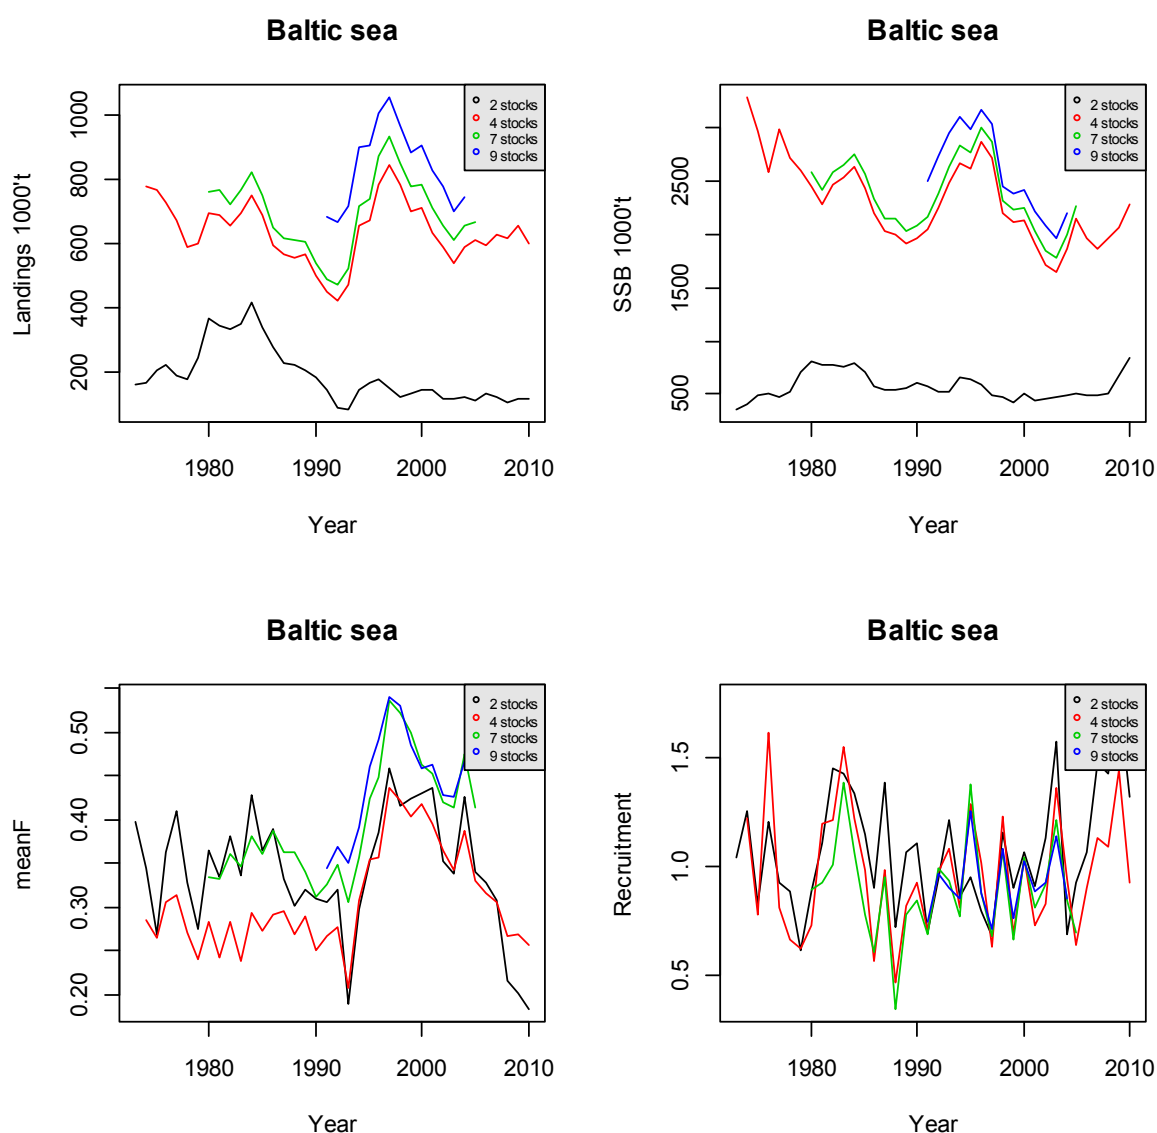 Baltic sea
Landings 1000't
1000
800
600
400
200
2 stocks
4 stocks
7 stocks
9 stocks
1980 1990 2000 2010
Year
Baltic sea
SSB 1000't
2500
1500
500
2 stocks
4 stocks
7 stocks
9 stocks
1980 1990 2000 2010
Year
Baltic sea
meanF
0.50
0.40
0.30
0.20
2 stocks
4 stocks
7 stocks
9 stocks
1980 1990 2000 2010
Year
Baltic sea
Recruitment
1.5
1.0
0.5
2 stocks
4 stocks
7 stocks
9 stocks
1980 1990 2000 2010
Year